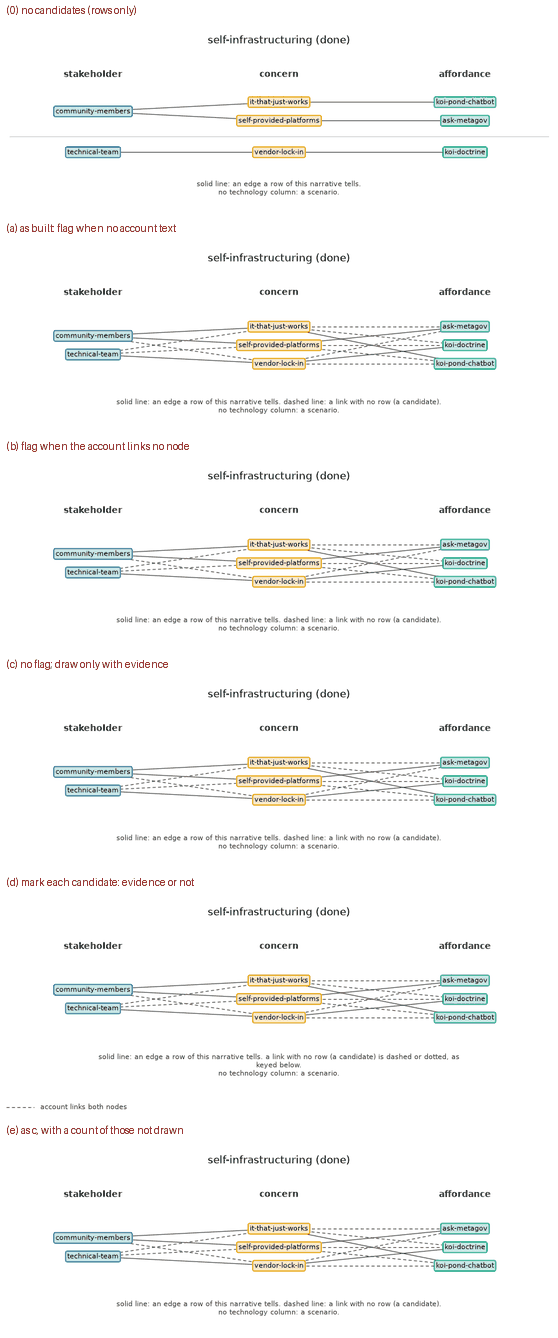 (0) no candidates (rows only)
self-infrastructuring (done)
stakeholder concern affordance
it-that-just-works koi-pond-chatbot
community-members
self-provided-platforms ask-metagov
technical-team vendor-lock-in koi-doctrine
solid line: an edge a row of this narrative tells.
no technology column: a scenario.
(a) as built: flag when no account text
self-infrastructuring (done)
stakeholder concern affordance
it-that-just-works ask-metagov
community-members
self-provided-platforms koi-doctrine
technical-team
vendor-lock-in koi-pond-chatbot
solid line: an edge a row of this narrative tells. dashed line: a link with no row (a candidate).
no technology column: a scenario.
(b) flag when the account links no node
self-infrastructuring (done)
stakeholder concern affordance
it-that-just-works ask-metagov
community-members
self-provided-platforms koi-doctrine
technical-team
vendor-lock-in koi-pond-chatbot
solid line: an edge a row of this narrative tells. dashed line: a link with no row (a candidate).
no technology column: a scenario.
(c) no flag; draw only with evidence
self-infrastructuring (done)
stakeholder concern affordance
it-that-just-works ask-metagov
community-members
self-provided-platforms koi-doctrine
technical-team
vendor-lock-in koi-pond-chatbot
solid line: an edge a row of this narrative tells. dashed line: a link with no row (a candidate).
no technology column: a scenario.
(d) mark each candidate: evidence or not
self-infrastructuring (done)
stakeholder concern affordance
it-that-just-works ask-metagov
community-members
self-provided-platforms koi-doctrine
technical-team
vendor-lock-in koi-pond-chatbot
solid line: an edge a row of this narrative tells. a link with no row (a candidate) is dashed or dotted, as
keyed below.
no technology column: a scenario.
account links both nodes
(e) as c, with a count of those not drawn
self-infrastructuring (done)
stakeholder concern affordance
it-that-just-works ask-metagov
community-members
self-provided-platforms koi-doctrine
technical-team
vendor-lock-in koi-pond-chatbot
solid line: an edge a row of this narrative tells. dashed line: a link with no row (a candidate).
no technology column: a scenario.